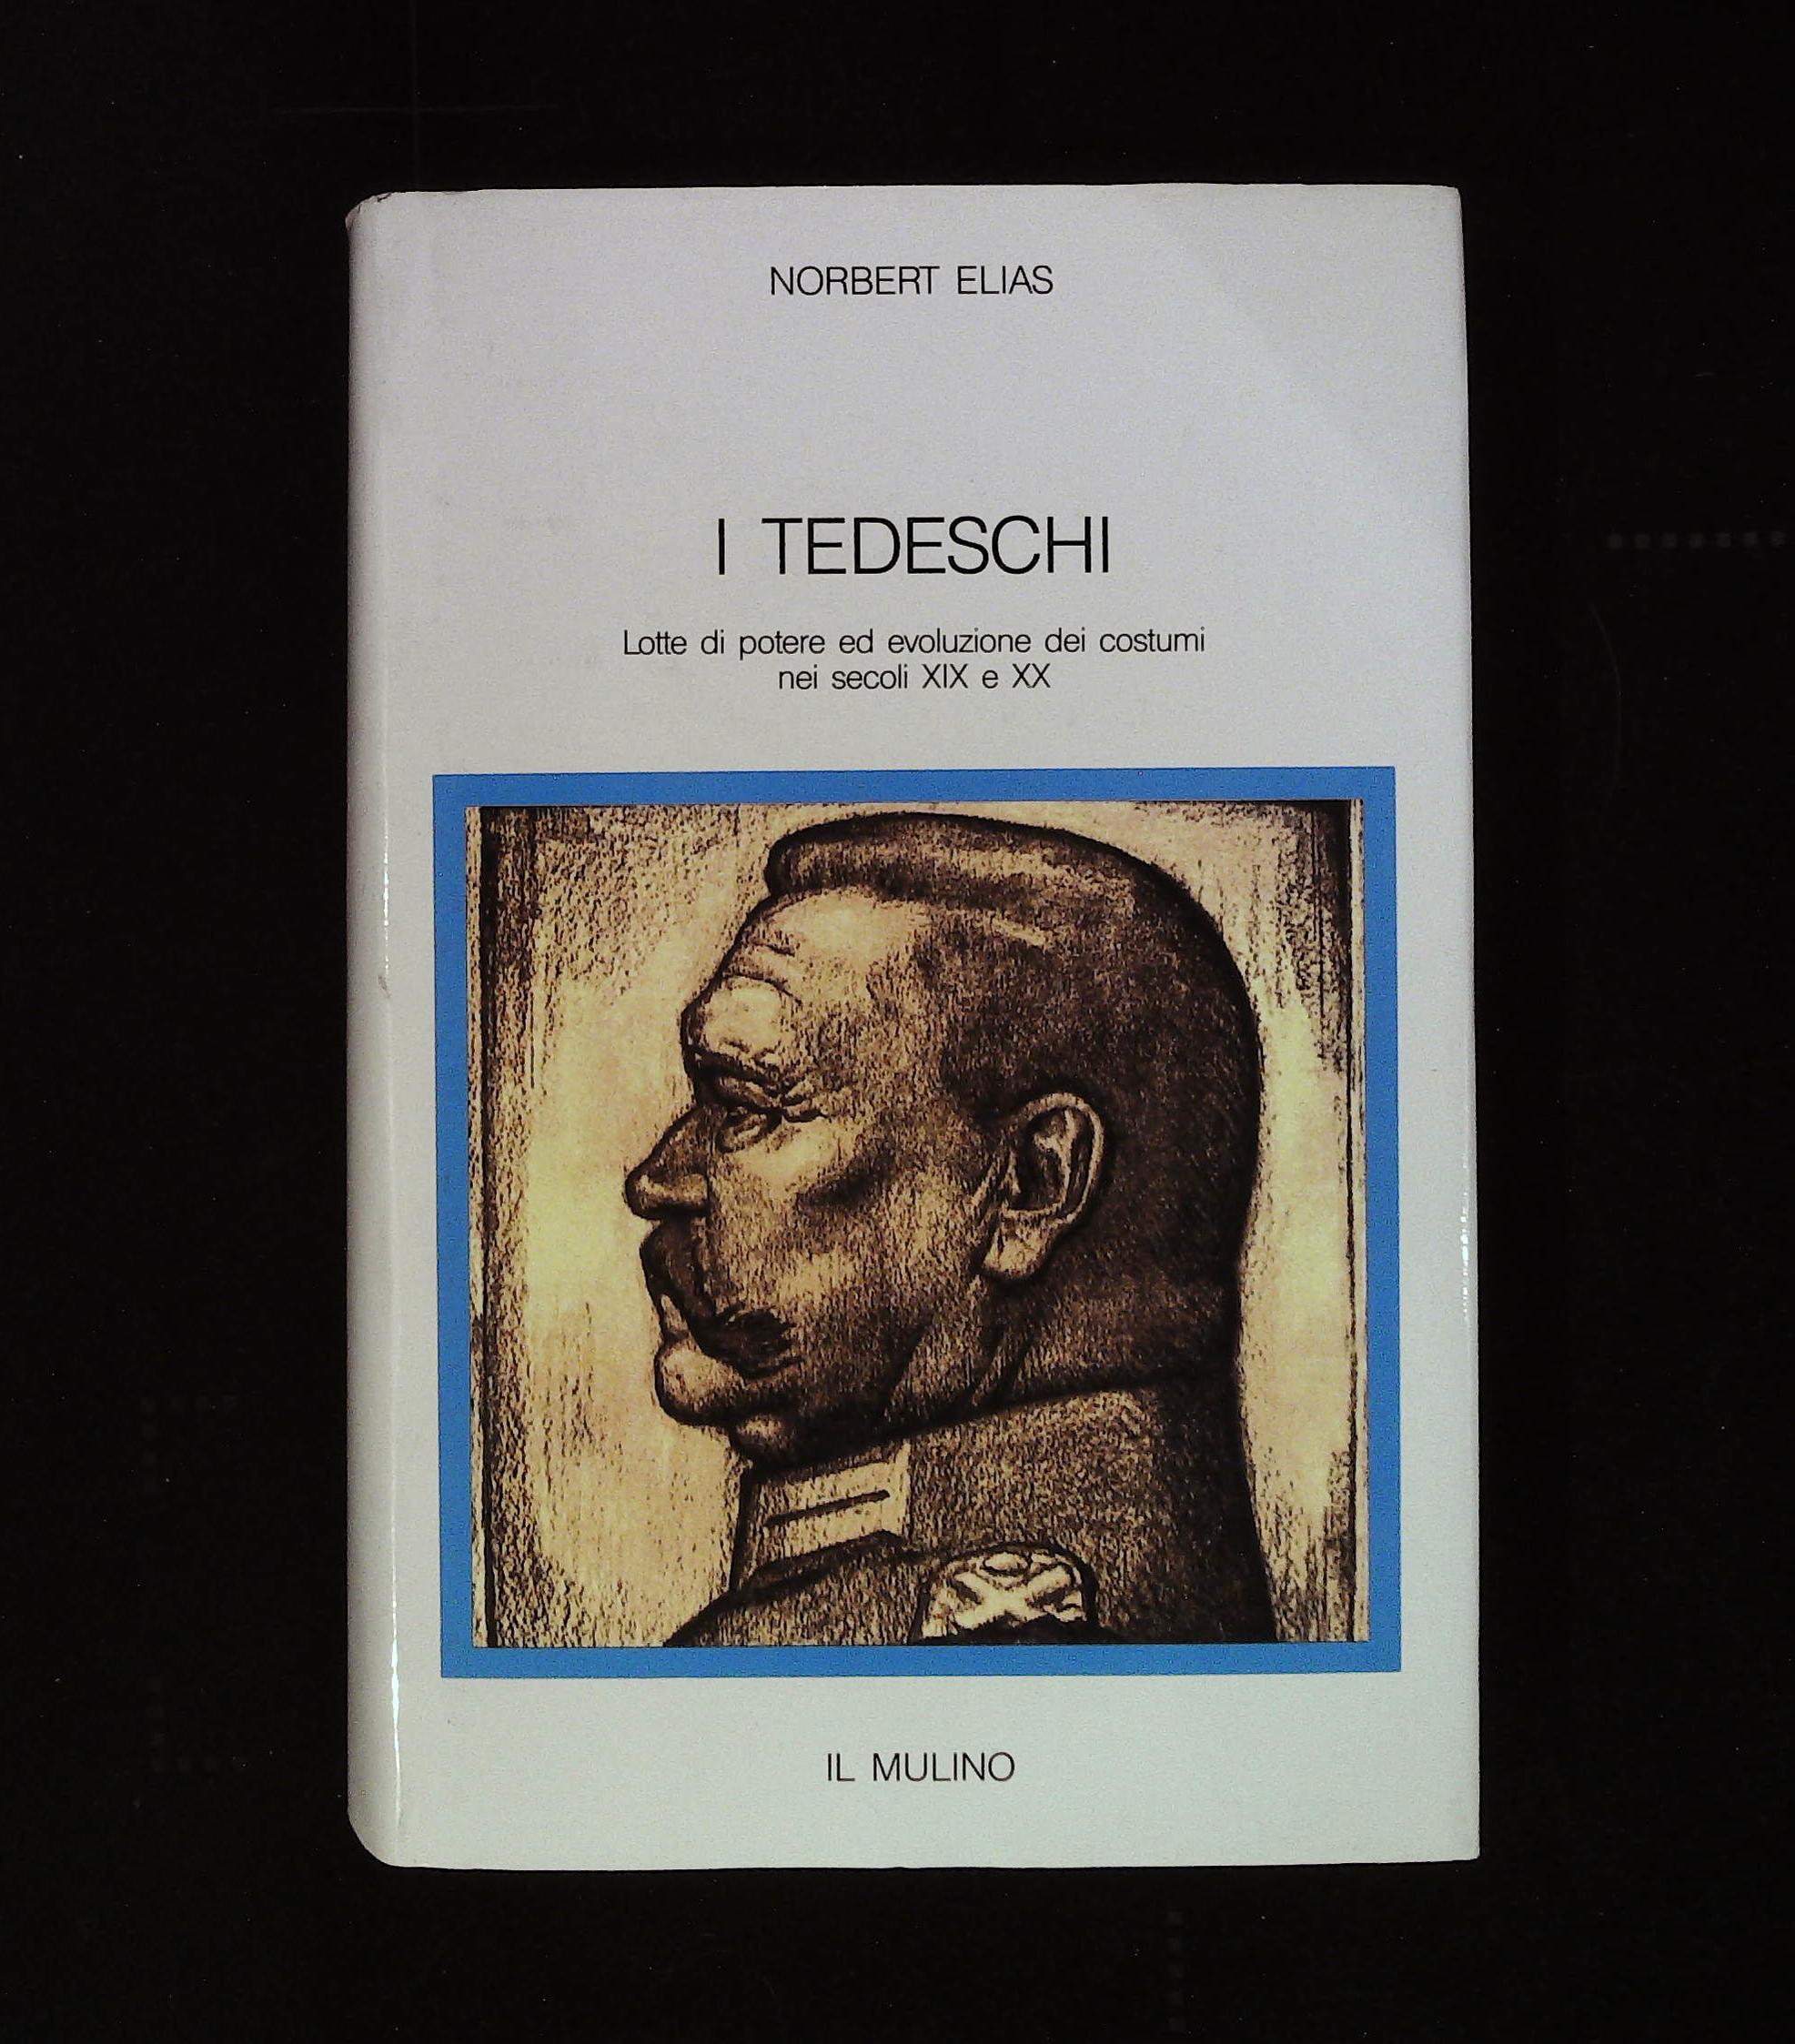 NORBERT ELIAS
I TEDESCHI
Lotte di potere ed evoluzione dei costumi
nei secoli XIX e XX
IL MULINO